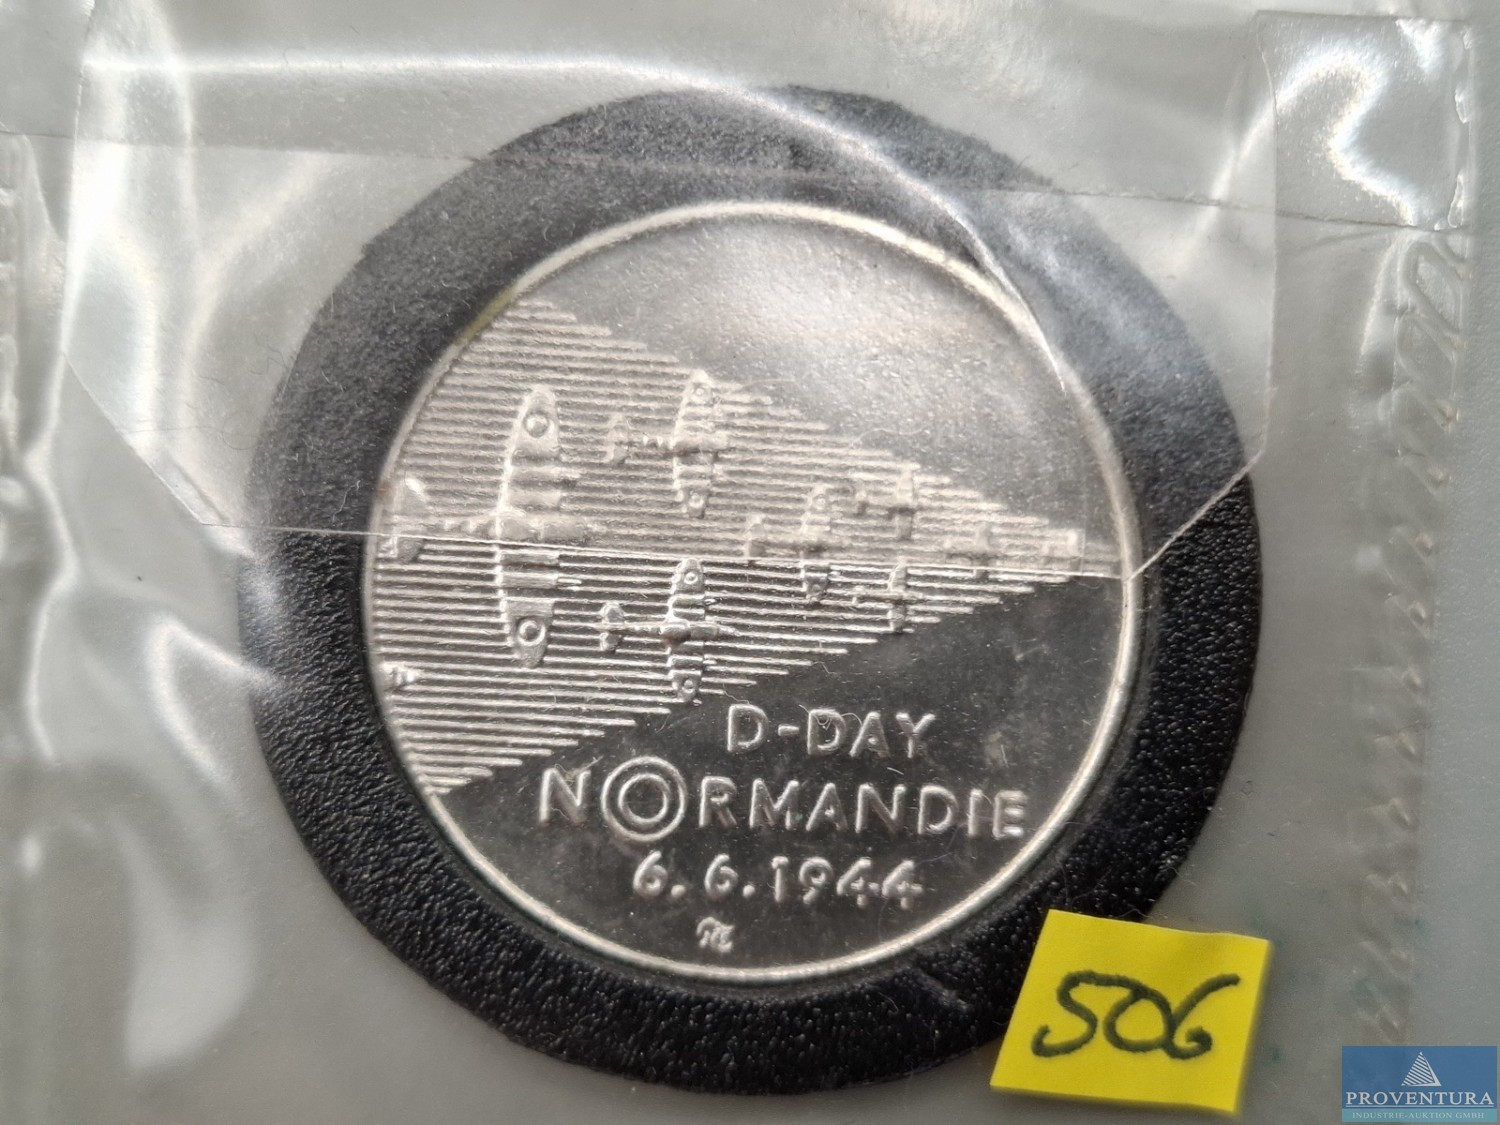 D-DAY
NORMANDIE
6.6.1944
506
PROVENTURA
INDUSTRIE-AUKTION GMBH